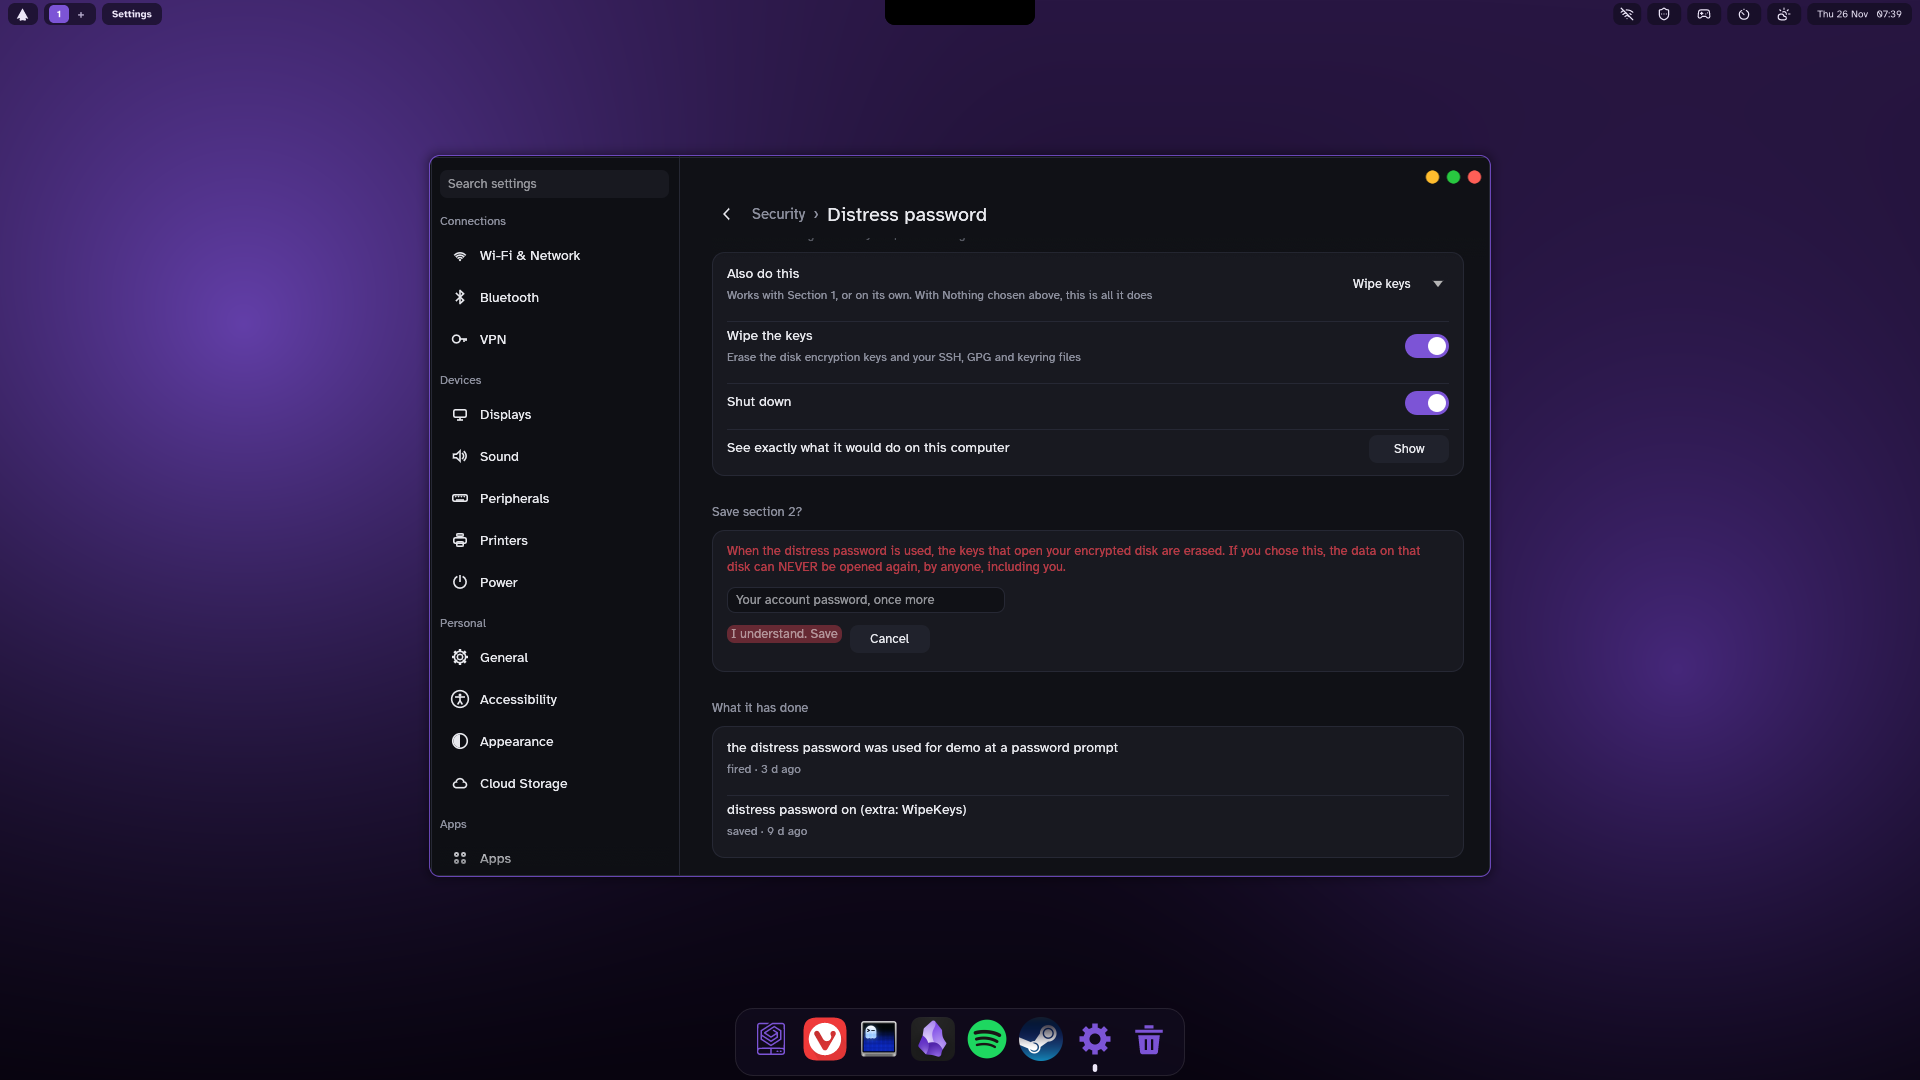 1
+
Settings
Thu 26 Nov 07:39
Search settings
Connections
Wi-Fi & Network
Bluetooth
VPN
Devices
Displays
Sound
Peripherals
Printers
Power
Personal
General
Accessibility
Appearance
Cloud Storage
Apps
Apps
Security › Distress password
Also do this
Works with Section 1, or on its own. With Nothing chosen above, this is all it does
Wipe keys
Wipe the keys
Erase the disk encryption keys and your SSH, GPG and keyring files
Shut down
See exactly what it would do on this computer
Show
Save section 2?
When the distress password is used, the keys that open your encrypted disk are erased. If you chose this, the data on that
disk can NEVER be opened again, by anyone, including you.
Your account password, once more
I understand. Save
Cancel
What it has done
the distress password was used for demo at a password prompt
fired · 3 d ago
distress password on (extra: WipeKeys)
saved · 9 d ago